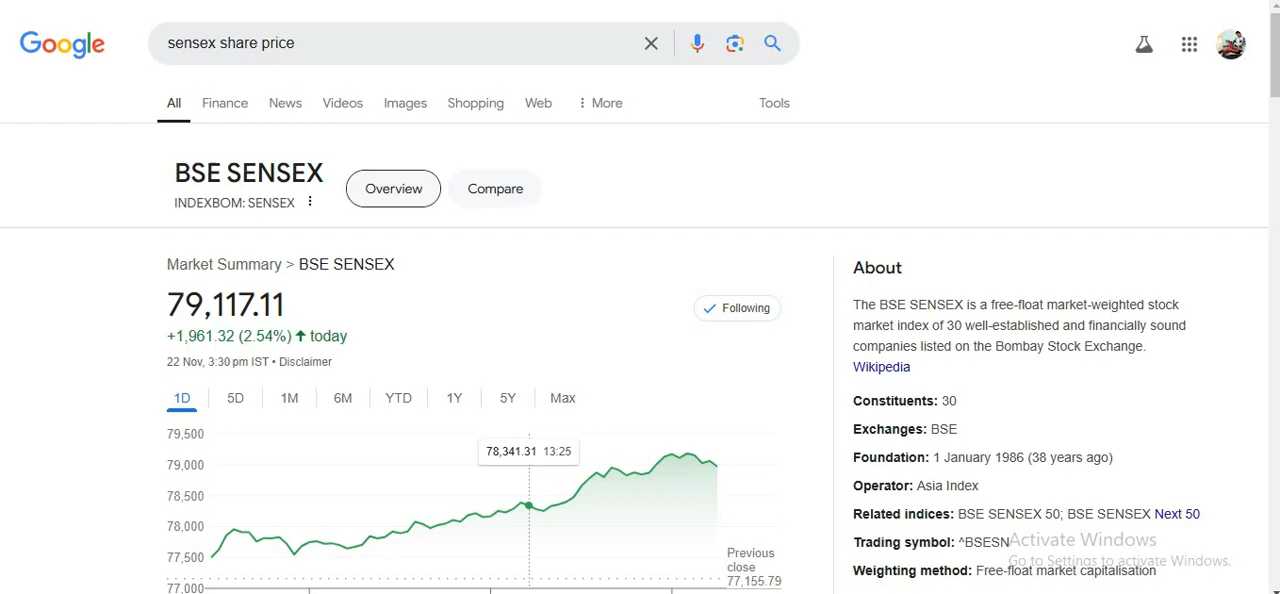 Google
sensex share price
All Finance News Videos Images Shopping Web More Tools
BSE SENSEX
INDEXBOM: SENSEX
Overview Compare
Market Summary > BSE SENSEX
79,117.11
+1,961.32 (2.54%) today
Following
22 Nov, 3:30 pm IST • Disclaimer
1D 5D 1M 6M YTD 1Y 5Y Max
79,500
79,000
78,500
78,000
77,500
77,000
78,341.31 13:25
Previous
close
77,155.79
About
The BSE SENSEX is a free-float market-weighted stock
market index of 30 well-established and financially sound
companies listed on the Bombay Stock Exchange.
Wikipedia
Constituents: 30
Exchanges: BSE
Foundation: 1 January 1986 (38 years ago)
Operator: Asia Index
Related indices: BSE SENSEX 50; BSE SENSEX Next 50
Trading symbol: ^BSESN
Weighting method: Free-float market capitalisation
Activate Windows
Go to Settings to activate Windows.